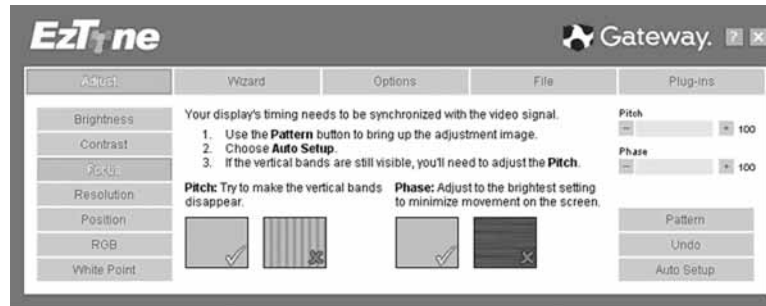 EzTune
Gateway. ? x
Adjust Wizard Options File Plug-ins
Brightness
Contrast
Focus
Resolution
Position
RGB
White Point
Your display's timing needs to be synchronized with the video signal.
1. Use the Pattern button to bring up the adjustment image.
2. Choose Auto Setup.
3. If the vertical bands are still visible, you'll need to adjust the Pitch.
Pitch: Try to make the vertical bands
disappear.
Phase: Adjust to the brightest setting
to minimize movement on the screen.
Pitch
- + 100
Phase
- + 100
Pattern
Undo
Auto Setup